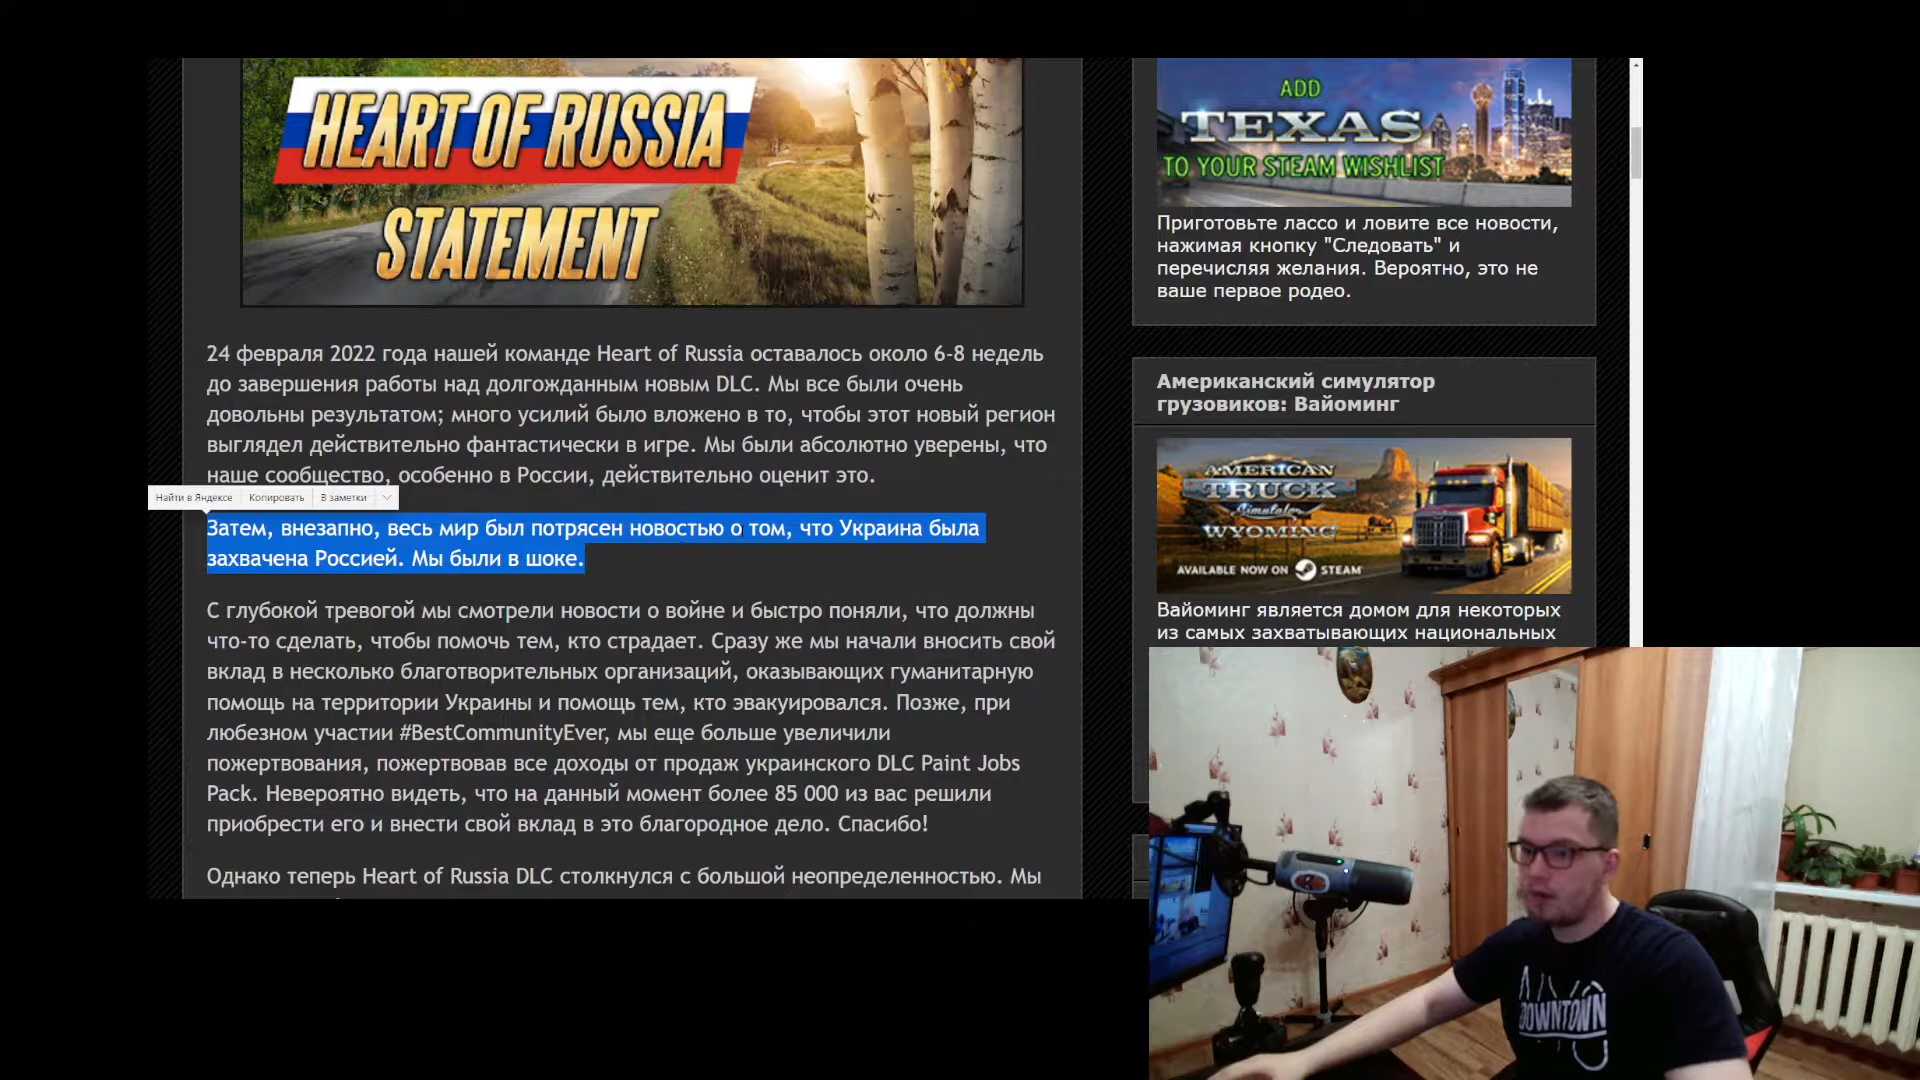 HEART OF RUSSIA
STATEMENT
24 февраля 2022 года нашей команде Heart of Russia оставалось около 6-8 недель
до завершения работы над долгожданным новым DLC. Мы все были очень
довольны результатом; много усилий было вложено в то, чтобы этот новый регион
выглядел действительно фантастически в игре. Мы были абсолютно уверены, что
наше сообщество, особенно в России, действительно оценит это.
Найти в Яндексе Копировать В заметки
Затем, внезапно, весь мир был потрясен новостью о том, что Украина была
захвачена Россией. Мы были в шоке.
С глубокой тревогой мы смотрели новости о войне и быстро поняли, что должны
что-то сделать, чтобы помочь тем, кто страдает. Сразу же мы начали вносить свой
вклад в несколько благотворительных организаций, оказывающих гуманитарную
помощь на территории Украины и помощь тем, кто эвакуировался. Позже, при
любезном участии #BestCommunityEver, мы еще больше увеличили
пожертвования, пожертвовав все доходы от продаж украинского DLC Paint Jobs
Pack. Невероятно видеть, что на данный момент более 85 000 из вас решили
приобрести его и внести свой вклад в это благородное дело. Спасибо!
Однако теперь Heart of Russia DLC столкнулся с большой неопределенностью. Мы
ADD
TEXAS
TO YOUR STEAM WISHLIST
Приготовьте лассо и ловите все новости,
нажимая кнопку "Следовать" и
перечисляя желания. Вероятно, это не
ваше первое родео.
Американский симулятор
грузовиков: Вайоминг
AMERICAN
TRUCK
Simulator
WYOMING
AVAILABLE NOW ON STEAM
Вайоминг является домом для некоторых
из самых захватывающих национальных
DOWNTOWN